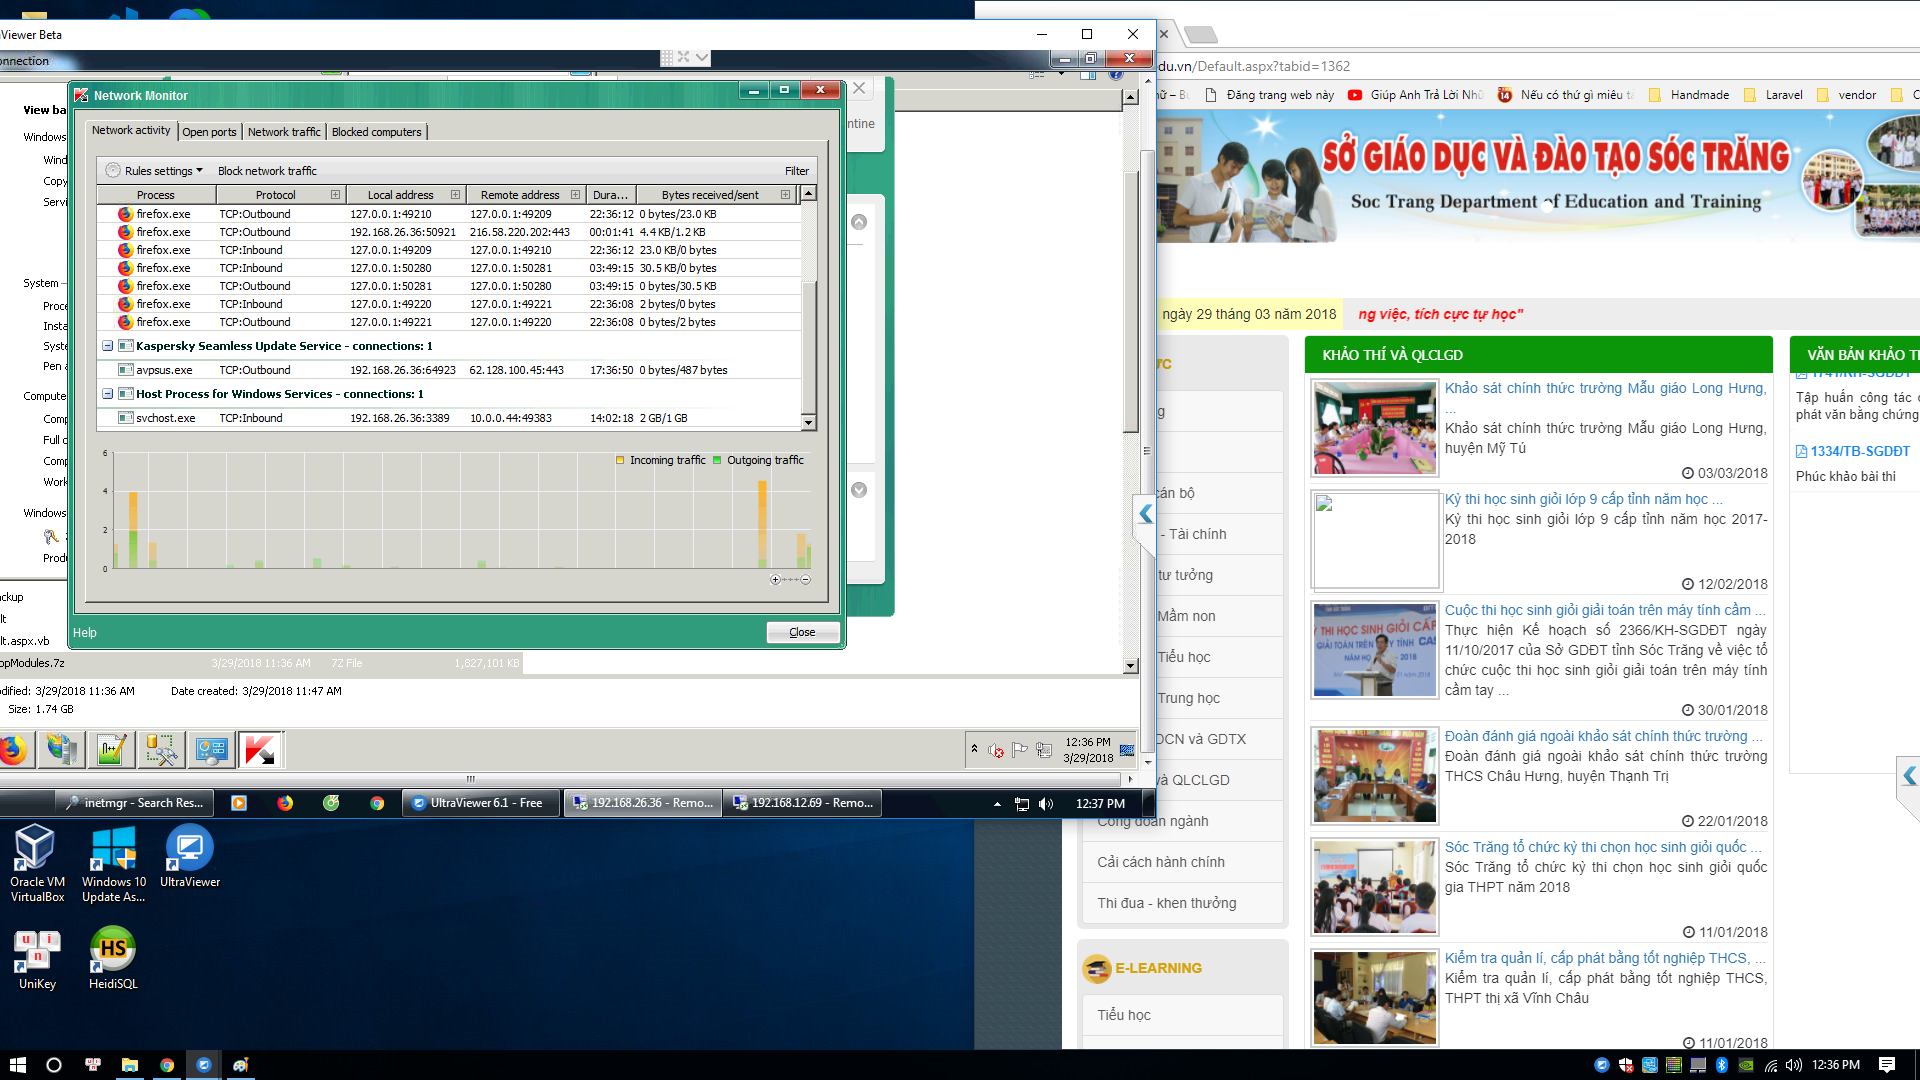 aViewer Beta
onnection
Network Monitor
Network activity
Open ports
Network traffic
Blocked computers
Rules settings
Block network traffic
Filter
Process Protocol Local address Remote address Dura... Bytes received/sent
firefox.exe TCP:Outbound 127.0.0.1:49210 127.0.0.1:49209 22:36:12 0 bytes/23.0 KB
firefox.exe TCP:Outbound 192.168.26.36:50921 216.58.220.202:443 00:01:41 4.4 KB/1.2 KB
firefox.exe TCP:Inbound 127.0.0.1:49209 127.0.0.1:49210 22:36:12 23.0 KB/0 bytes
firefox.exe TCP:Inbound 127.0.0.1:50280 127.0.0.1:50281 03:49:15 30.5 KB/0 bytes
firefox.exe TCP:Outbound 127.0.0.1:50281 127.0.0.1:50280 03:49:15 0 bytes/30.5 KB
firefox.exe TCP:Inbound 127.0.0.1:49220 127.0.0.1:49221 22:36:08 2 bytes/0 bytes
firefox.exe TCP:Outbound 127.0.0.1:49221 127.0.0.1:49220 22:36:08 0 bytes/2 bytes
Kaspersky Seamless Update Service - connections: 1
avpsus.exe TCP:Outbound 192.168.26.36:64923 62.128.100.45:443 17:36:50 0 bytes/487 bytes
Host Process for Windows Services - connections: 1
svchost.exe TCP:Inbound 192.168.26.36:3389 10.0.0.44:49383 14:02:18 2 GB/1 GB
Incoming traffic Outgoing traffic
6
4
2
0
Help
Close
ntine
View ba
Windows
Wind
Copy
Servi
System
Proce
Insta
Syste
Pen a
Compute
Comp
Full c
Comp
Work
Windows
Produ
ckup
lt
lt.aspx.vb
opModules.7z 3/29/2018 11:36 AM 7Z File 1,827,101 KB
dified: 3/29/2018 11:36 AM Date created: 3/29/2018 11:47 AM
Size: 1.74 GB
12:36 PM
3/29/2018
inetmgr - Search Res...
UltraViewer 6.1 - Free
192.168.26.36 - Remo...
192.168.12.69 - Remo...
12:37 PM
Oracle VM
VirtualBox
Windows 10
Update As...
UltraViewer
UniKey
HS
HeidiSQL
du.vn/Default.aspx?tabid=1362
Đăng trang web này
Giúp Anh Trả Lời Nhữ
14
Nếu có thứ gì miêu tả
Handmade
Laravel
vendor
SỞ GIÁO DỤC VÀ ĐÀO TẠO SÓC TRĂNG
Soc Trang Department of Education and Training
ngày 29 tháng 03 năm 2018
ng việc, tích cực tự học"
ỨC
g
cán bộ
- Tài chính
tư tưởng
Mầm non
Tiểu học
Trung học
DCN và GDTX
và QLCLGD
Công đoàn ngành
Cải cách hành chính
Thi đua - khen thưởng
E-LEARNING
Tiểu học
KHẢO THÍ VÀ QLCLGD
Khảo sát chính thức trường Mẫu giáo Long Hưng,
...
Khảo sát chính thức trường Mẫu giáo Long Hưng,
huyện Mỹ Tú
03/03/2018
Kỳ thi học sinh giỏi lớp 9 cấp tỉnh năm học ...
Kỳ thi học sinh giỏi lớp 9 cấp tỉnh năm học 2017-
2018
12/02/2018
Cuộc thi học sinh giỏi giải toán trên máy tính cầm ...
Thực hiện Kế hoạch số 2366/KH-SGDĐT ngày
11/10/2017 của Sở GDĐT tỉnh Sóc Trăng về việc tổ
chức cuộc thi học sinh giỏi giải toán trên máy tính
cầm tay ...
30/01/2018
Đoàn đánh giá ngoài khảo sát chính thức trường ...
Đoàn đánh giá ngoài khảo sát chính thức trường
THCS Châu Hưng, huyện Thạnh Trị
22/01/2018
Sóc Trăng tổ chức kỳ thi chọn học sinh giỏi quốc ...
Sóc Trăng tổ chức kỳ thi chọn học sinh giỏi quốc
gia THPT năm 2018
11/01/2018
Kiểm tra quản lí, cấp phát bằng tốt nghiệp THCS, ...
Kiểm tra quản lí, cấp phát bằng tốt nghiệp THCS,
THPT thị xã Vĩnh Châu
11/01/2018
VĂN BẢN KHẢO T
1741/KH-SGDĐT
Tập huấn công tác
phát văn bằng chứng
1334/TB-SGDĐT
Phúc khảo bài thi
12:36 PM